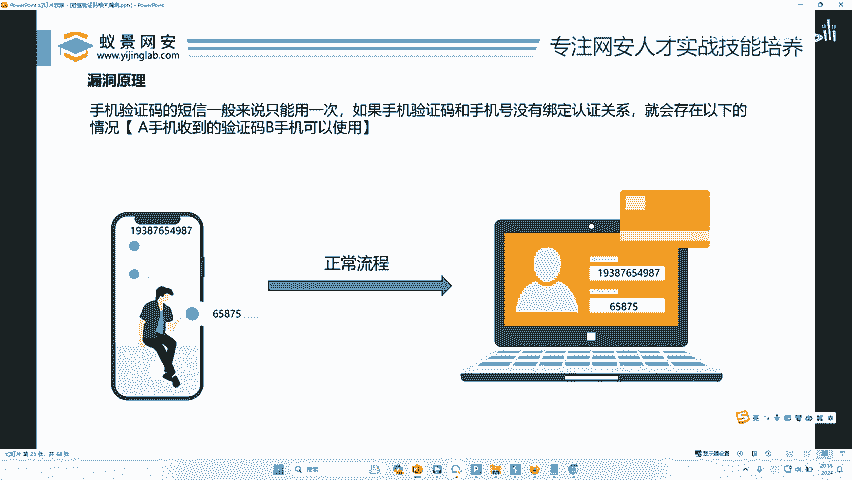 蚁景网安
www.yijinglab.com
专注网安人才实战技能培养
漏洞原理
手机验证码的短信一般来说只能用一次，如果手机验证码和手机号没有绑定认证关系，就会存在以下的
情况【 A手机收到的验证码B手机可以使用】
19387654987
正常流程
65875
19387654987
65875
英
搜索